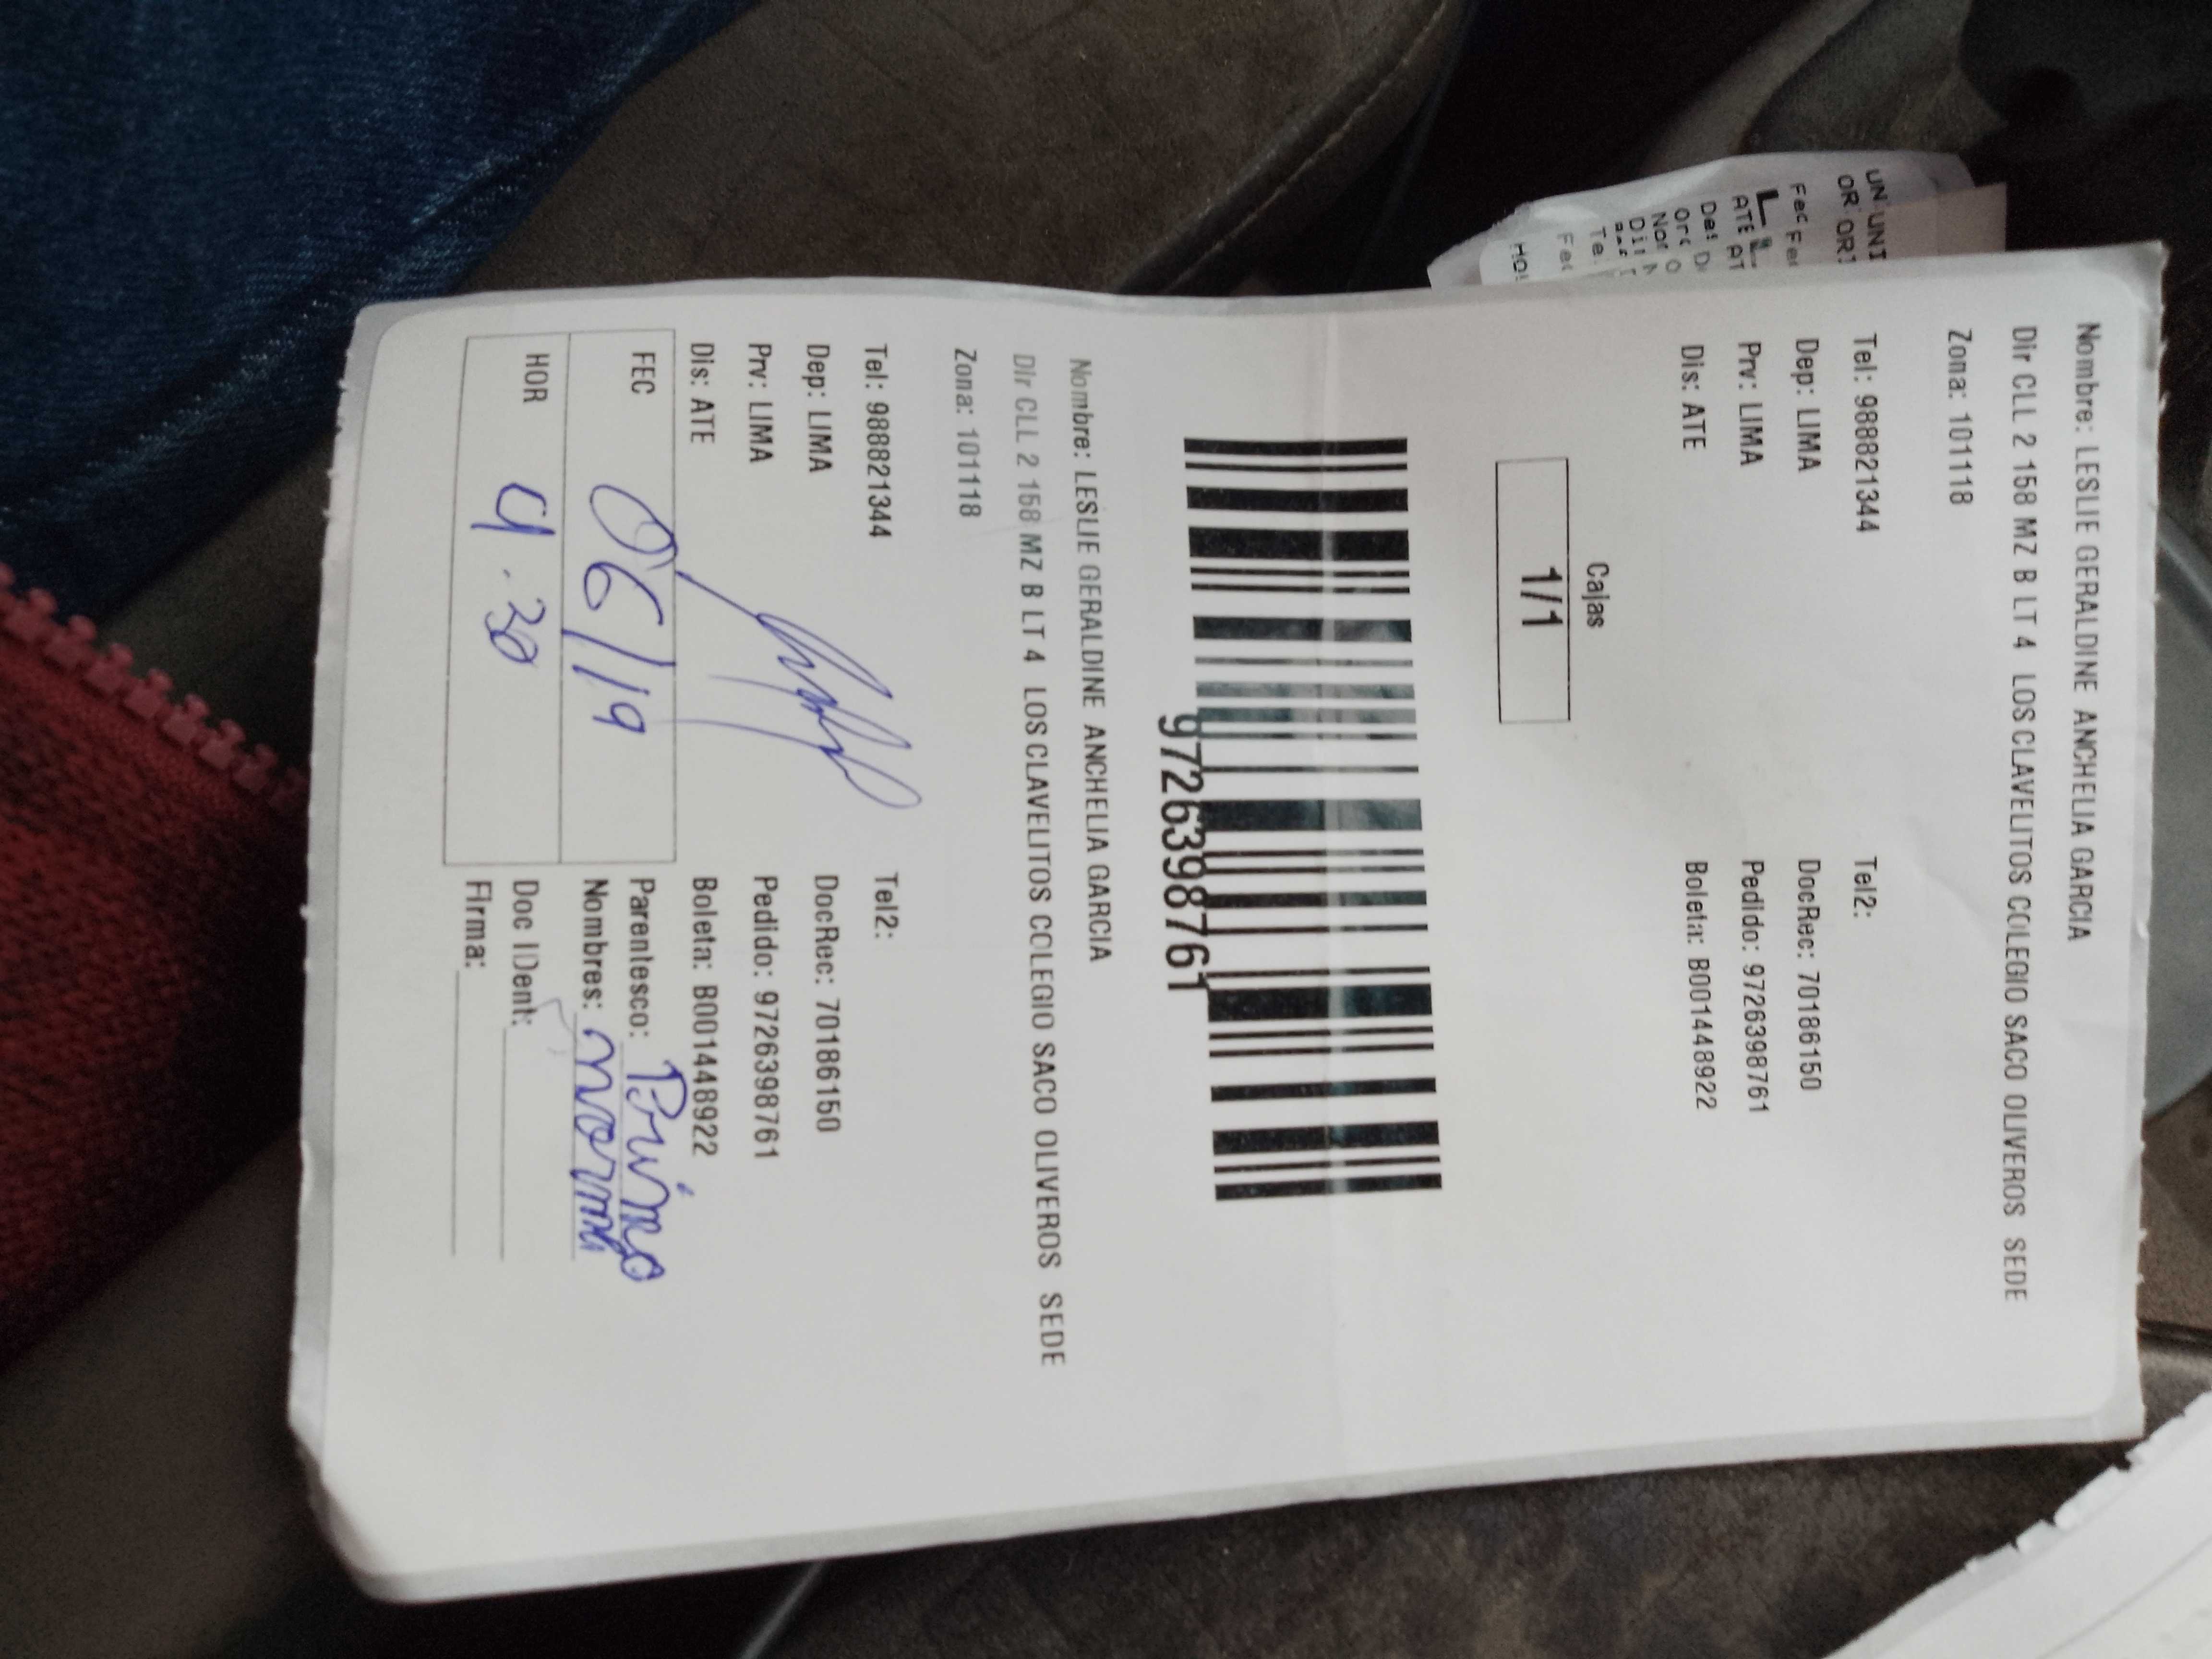 Nombre: LESLIE GERALDINE ANCHELIA GARCIA
Dir CLL 2 158 MZ B LT 4 LOS CLAVELITOS COLEGIO SACO OLIVEROS SEDE
Zona: 101118
Tel: 988821344 Tel2:
Dep: LIMA DocRec: 70186150
Prv: LIMA Pedido: 9726398761
Dis: ATE Boleta: B001448922
Cajas
1/1
9726398761
Nombre: LESLIE GERALDINE ANCHELIA GARCIA
Dir CLL 2 158 MZ B LT 4 LOS CLAVELITOS COLEGIO SACO OLIVEROS SEDE
Zona: 101118
Tel: 988821344 Tel2:
Dep: LIMA DocRec: 70186150
Prv: LIMA Pedido: 9726398761
Dis: ATE Boleta: B001448922
FEC 06/19 Parentesco: Primo
Nombres:
HOR 4.30 Doc IDent:
Firma: